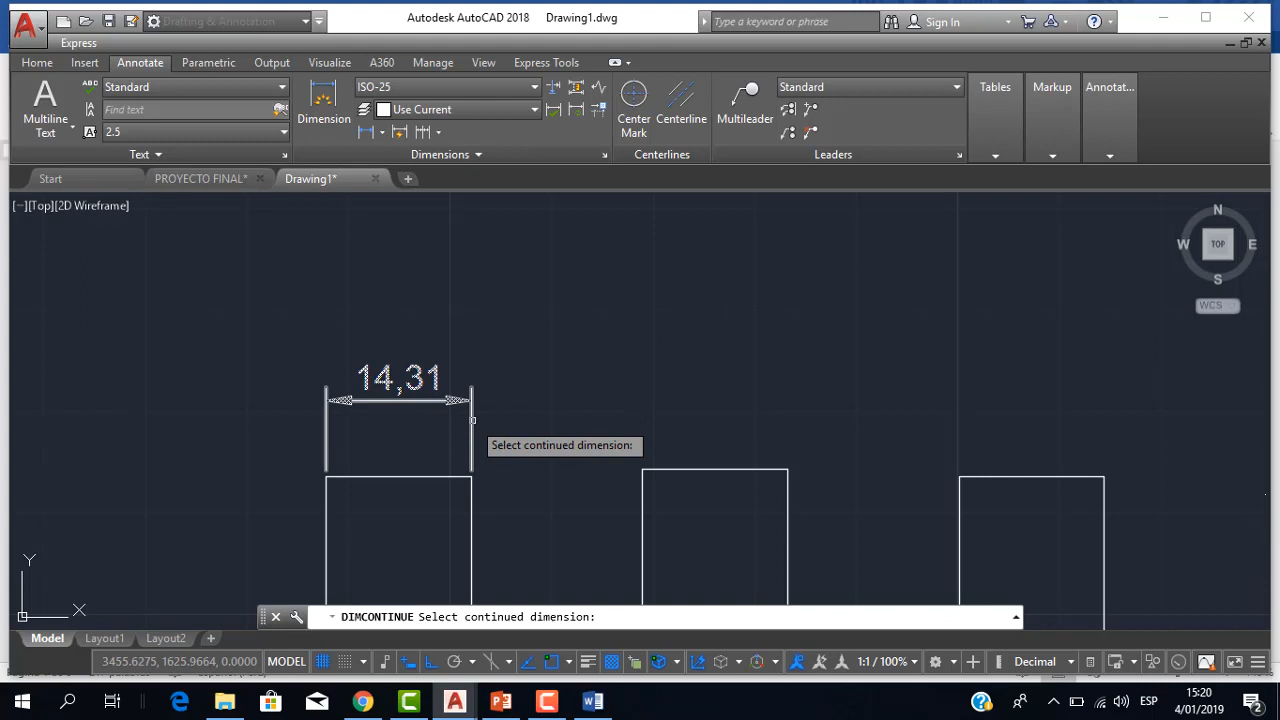 Drafting & Annotation
Autodesk AutoCAD 2018 Drawing1.dwg
Type a keyword or phrase
Sign In
Express
Home Insert Annotate Parametric Output View Visualize A360 Manage View Express Tools
Standard
ISO-25
Standard
Tables
Markup
Annotat...
Find text
Use Current
Multiline
Text
2.5
Dimension
Center
Mark
Centerline
Multileader
Text
Dimensions
Centerlines
Leaders
Start
PROYECTO FINAL*
Drawing1*
[−][Top][2D Wireframe]
N
W TOP E
S
WCS
14,31
Select continued dimension:
Y
X
DIMCONTINUE Select continued dimension:
Model Layout1 Layout2
3455.6275, 1625.9664, 0.0000 MODEL 1:1 / 100% Decimal
ESP
15:20
4/01/2019
2